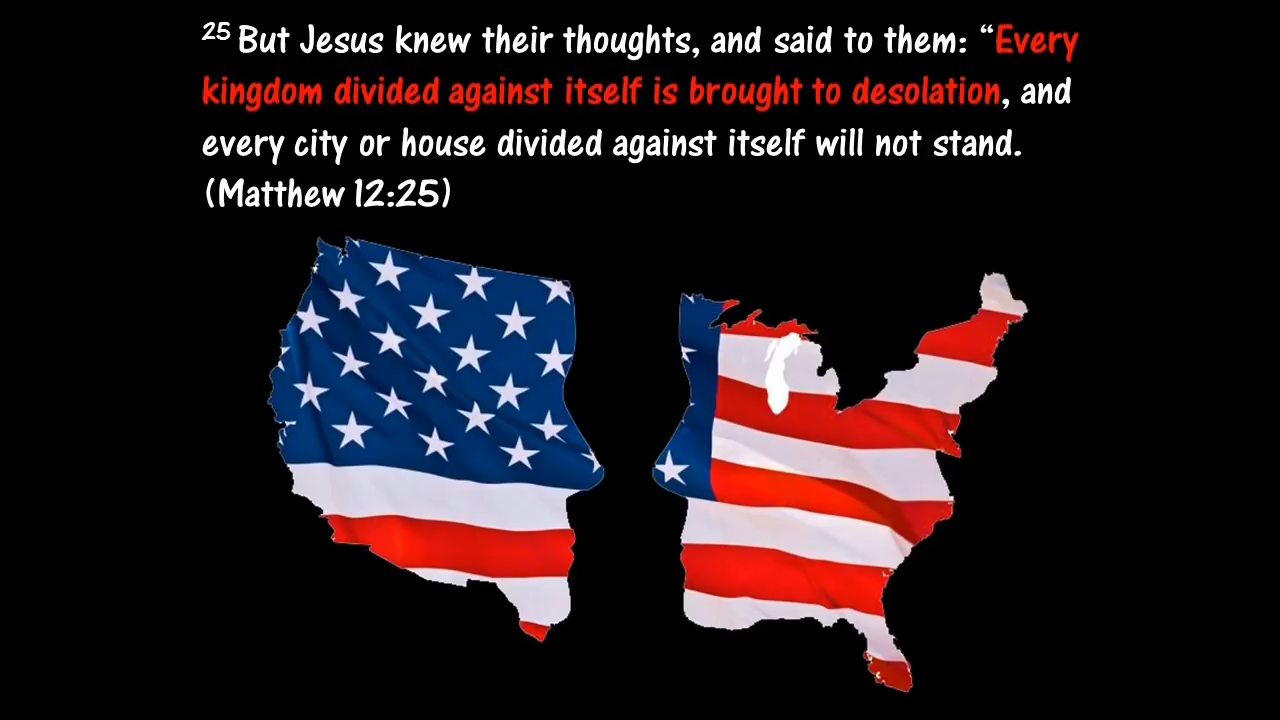 25 But Jesus knew their thoughts, and said to them: “Every
kingdom divided against itself is brought to desolation, and
every city or house divided against itself will not stand.
(Matthew 12:25)